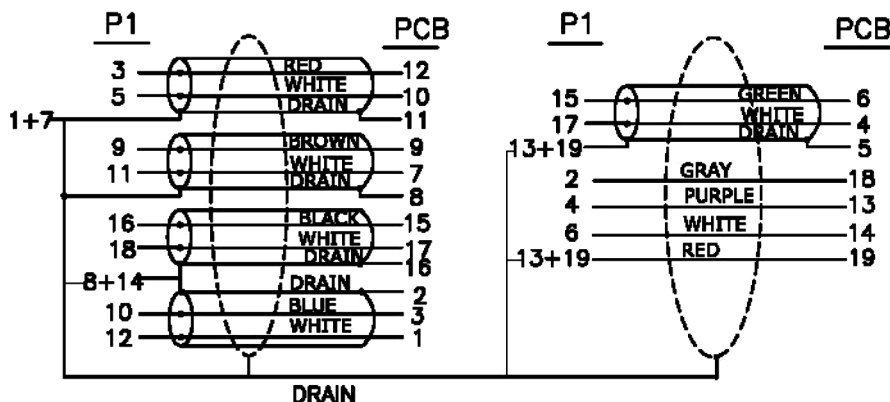 P1 PCB
3 RED 12
5 WHITE 10
DRAIN
1+7 11
9 BROWN 9
11 WHITE 7
DRAIN 8
16 BLACK 15
18 WHITE 17
DRAIN 16
8+14 DRAIN 2
10 BLUE 3
12 WHITE 1
DRAIN
P1 PCB
15 GREEN 6
17 WHITE 4
DRAIN
13+19 5
2 GRAY 18
4 PURPLE 13
6 WHITE 14
13+19 RED 19